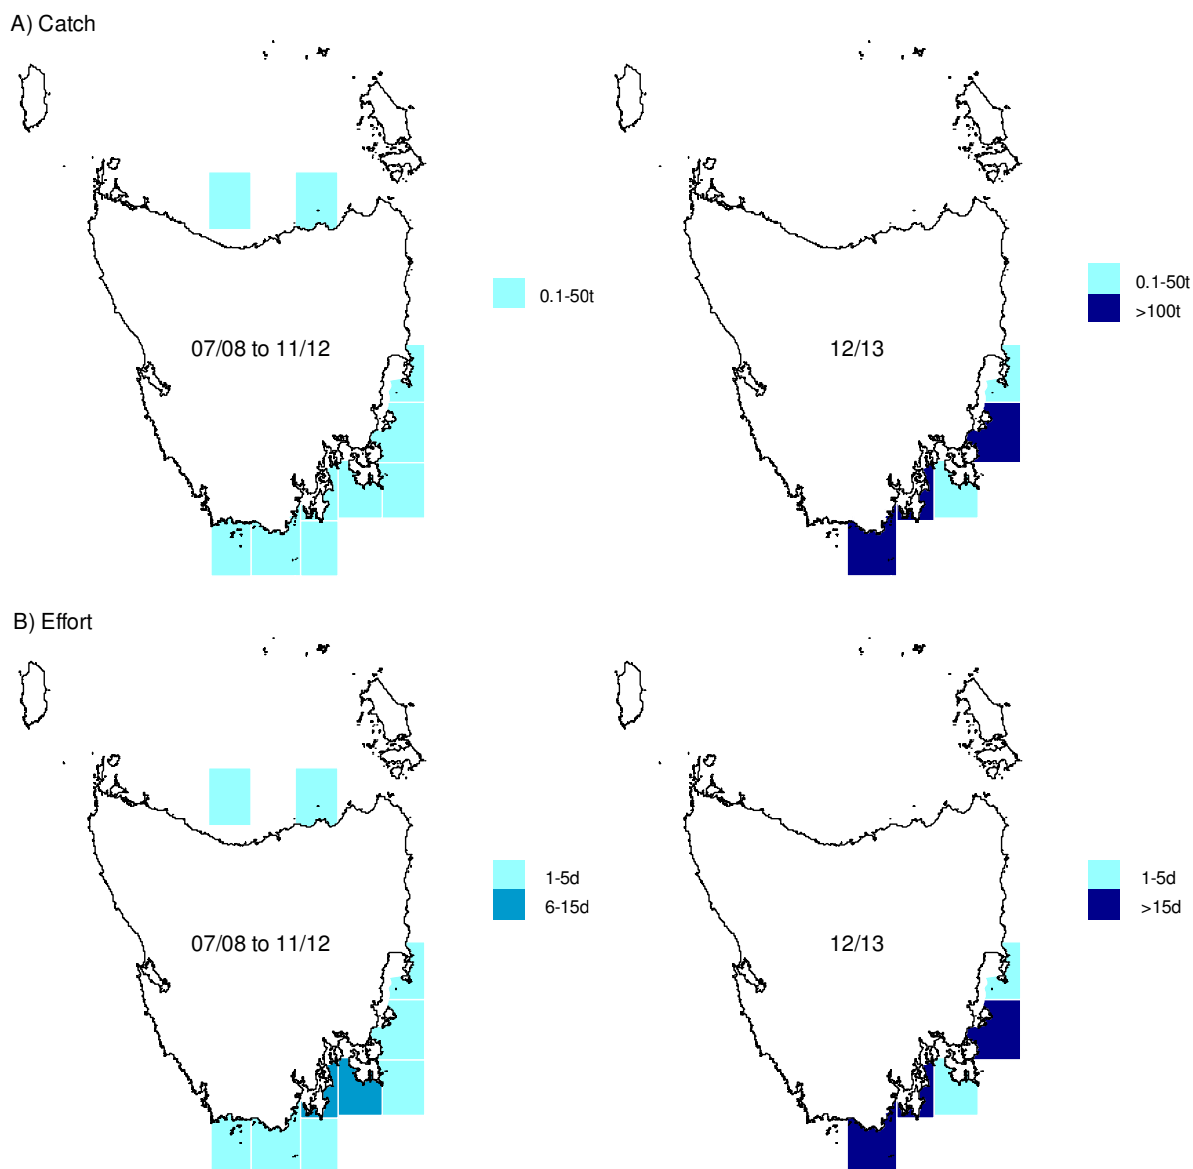 A) Catch
0.1-50t
07/08 to 11/12
0.1-50t
>100t
12/13
B) Effort
1-5d
6-15d
07/08 to 11/12
1-5d
>15d
12/13